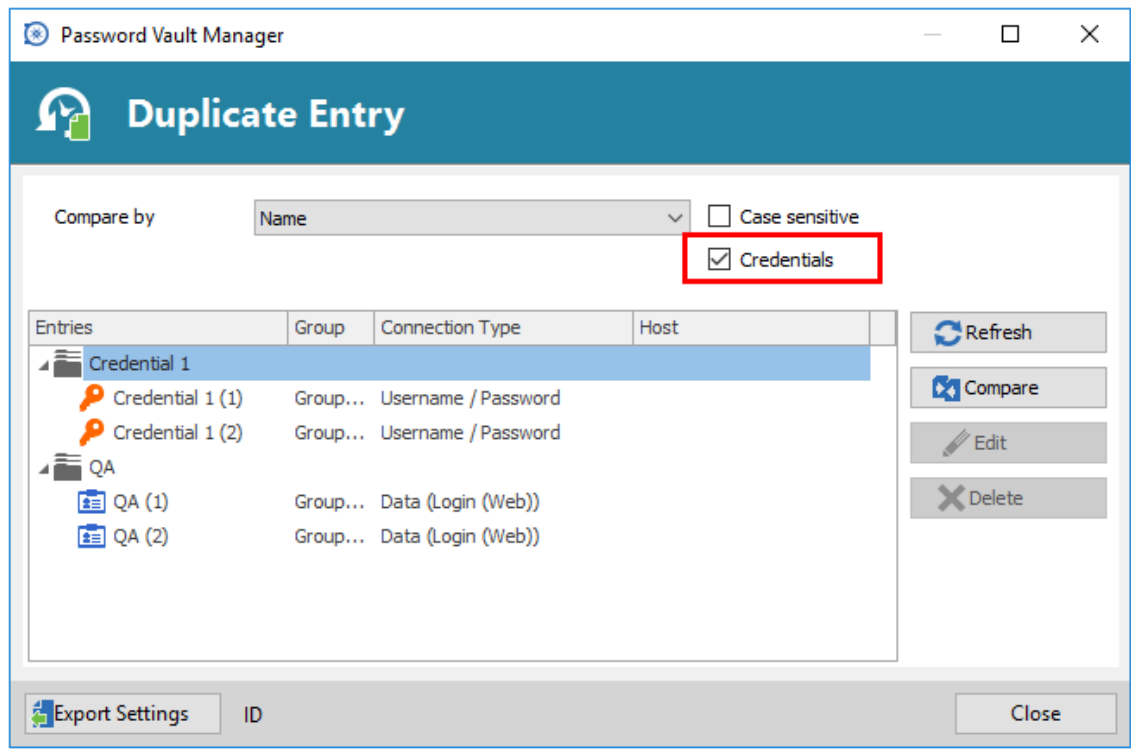 Password Vault Manager
Duplicate Entry
Compare by Name Case sensitive
Credentials
Entries Group Connection Type Host
Refresh
Credential 1
Compare
Credential 1 (1) Group... Username / Password
Credential 1 (2) Group... Username / Password
Edit
QA
QA (1) Group... Data (Login (Web))
Delete
QA (2) Group... Data (Login (Web))
Export Settings ID Close